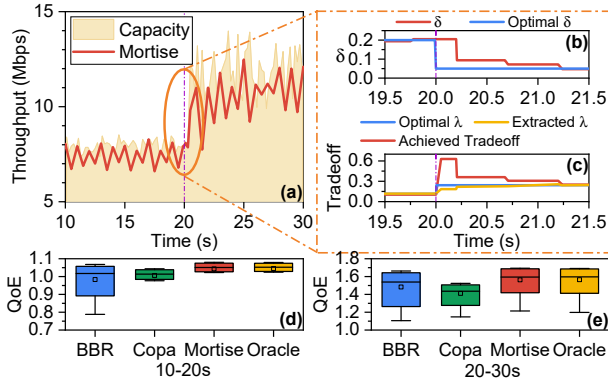 Throughput (Mbps)
15
10
5
Capacity
Mortise
(a)
10 15 20 25 30
Time (s)
δ Optimal δ
δ
0.2
0.1
0.0
(b)
19.5 20.0 20.5 21.0 21.5
Optimal λ Extracted λ
Achieved Tradeoff
Tradeoff
0.6
0.3
0.0
(c)
19.5 20.0 20.5 21.0 21.5
Time (s)
QoE
1.1
1.0
0.9
0.8
0.7
(d)
BBR Copa Mortise Oracle
10-20s
QoE
1.8
1.6
1.4
1.2
1.0
(e)
BBR Copa Mortise Oracle
20-30s